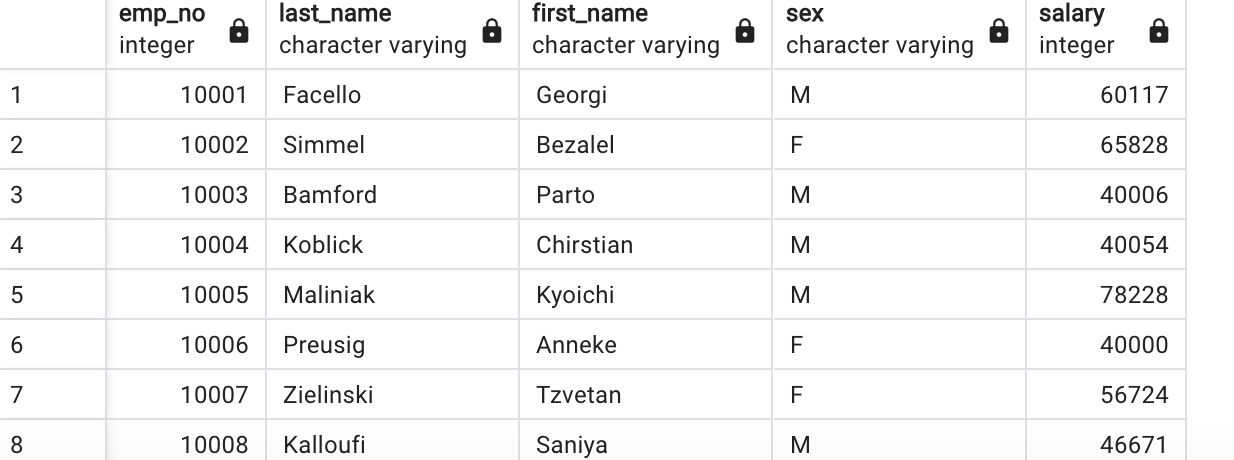 emp_no last_name first_name sex salary
integer character varying character varying character varying integer
1 10001 Facello Georgi M 60117
2 10002 Simmel Bezalel F 65828
3 10003 Bamford Parto M 40006
4 10004 Koblick Chirstian M 40054
5 10005 Maliniak Kyoichi M 78228
6 10006 Preusig Anneke F 40000
7 10007 Zielinski Tzvetan F 56724
8 10008 Kalloufi Saniya M 46671